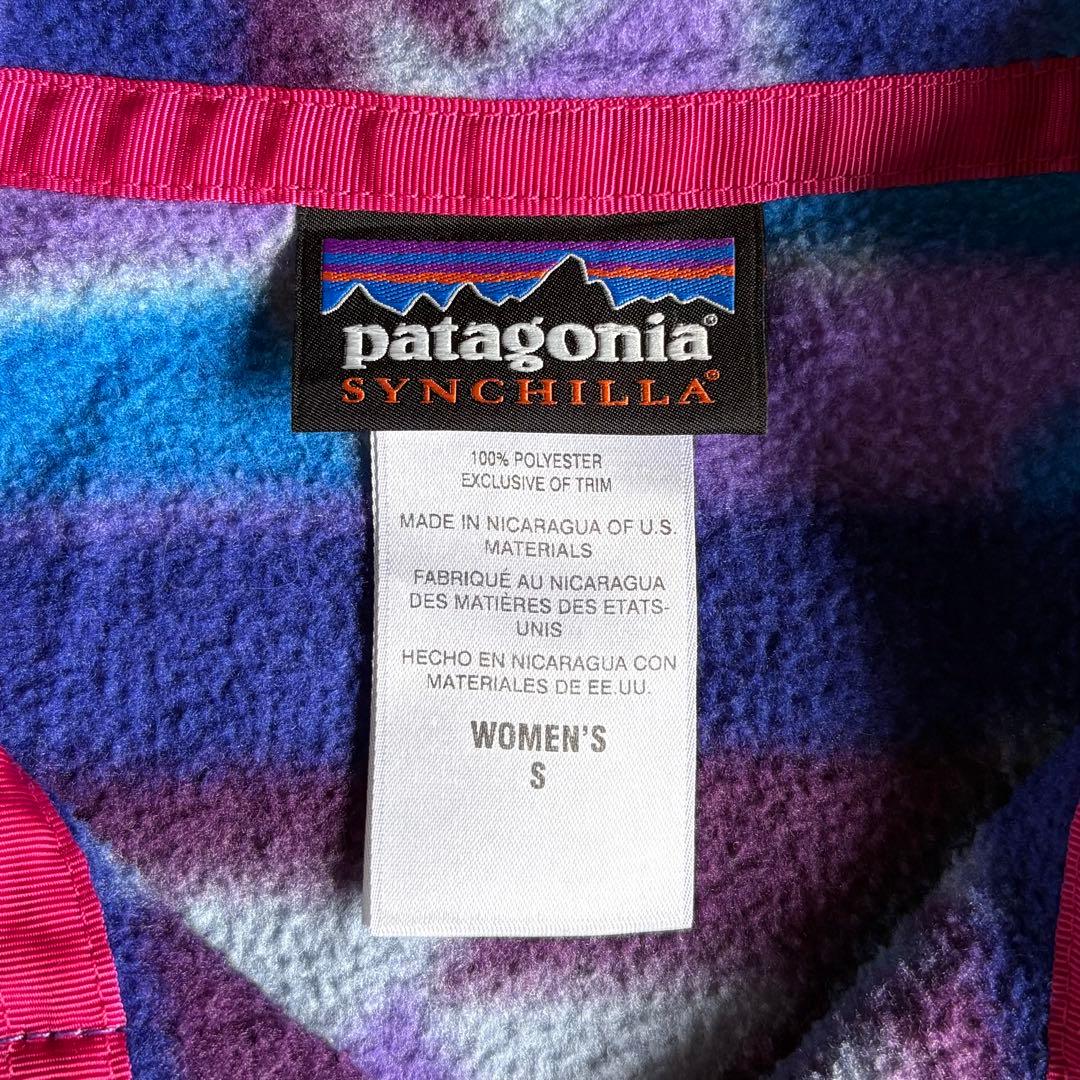 patagonia®
SYNCHILLA®
100% POLYESTER
EXCLUSIVE OF TRIM
MADE IN NICARAGUA OF U.S.
MATERIALS
FABRIQUÉ AU NICARAGUA
DES MATIÈRES DES ETATS-
UNIS
HECHO EN NICARAGUA CON
MATERIALES DE EE.UU.
WOMEN'S
S